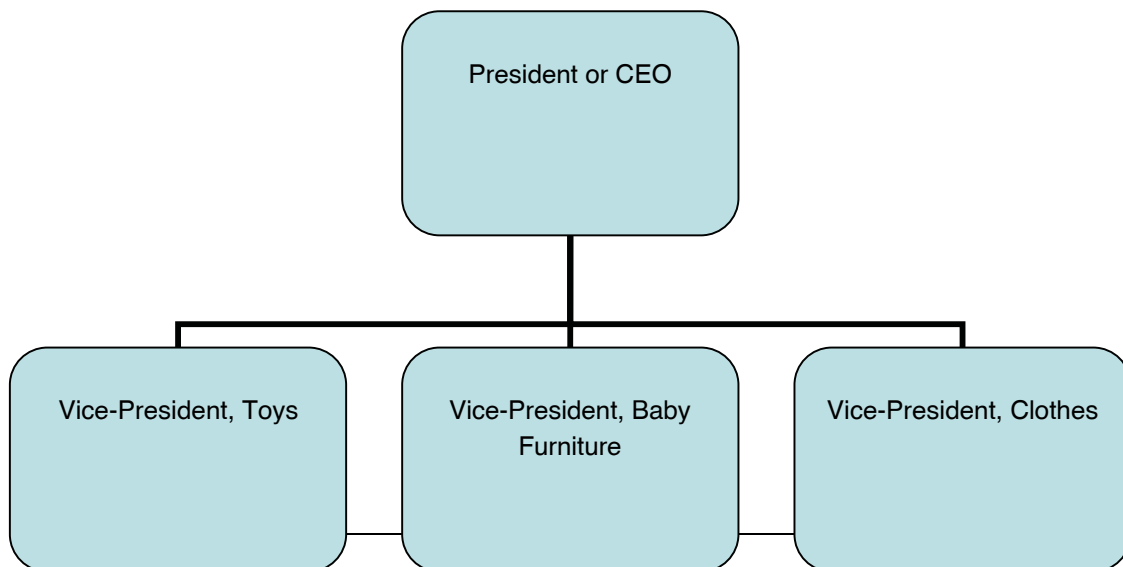 President or CEO
Vice-President, Toys
Vice-President, Baby
Furniture
Vice-President, Clothes